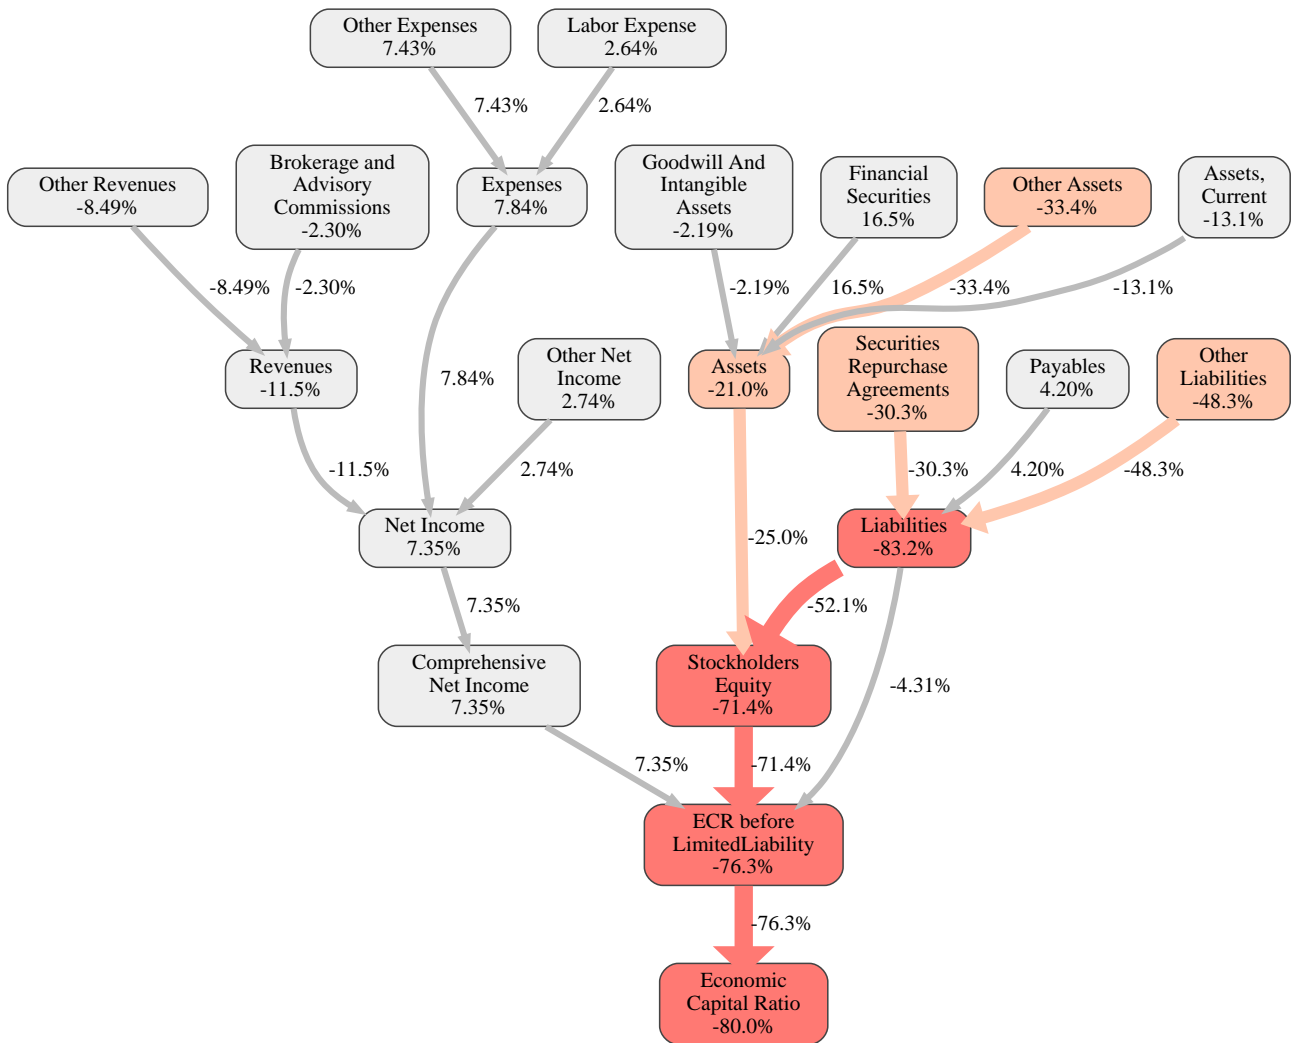 Other Expenses
7.43%
Labor Expense
2.64%
7.43%
2.64%
Other Revenues
-8.49%
Brokerage and
Advisory
Commissions
-2.30%
Expenses
7.84%
Goodwill And
Intangible
Assets
-2.19%
Financial
Securities
16.5%
Other Assets
-33.4%
Assets,
Current
-13.1%
-8.49%
-2.30%
-2.19%
16.5%
-33.4%
-13.1%
Revenues
-11.5%
7.84%
Other Net
Income
2.74%
Assets
-21.0%
Securities
Repurchase
Agreements
-30.3%
Payables
4.20%
Other
Liabilities
-48.3%
-11.5%
2.74%
-30.3%
4.20%
-48.3%
Net Income
7.35%
-25.0%
Liabilities
-83.2%
7.35%
-52.1%
Comprehensive
Net Income
7.35%
Stockholders
Equity
-71.4%
-4.31%
7.35%
-71.4%
ECR before
LimitedLiability
-76.3%
-76.3%
Economic
Capital Ratio
-80.0%